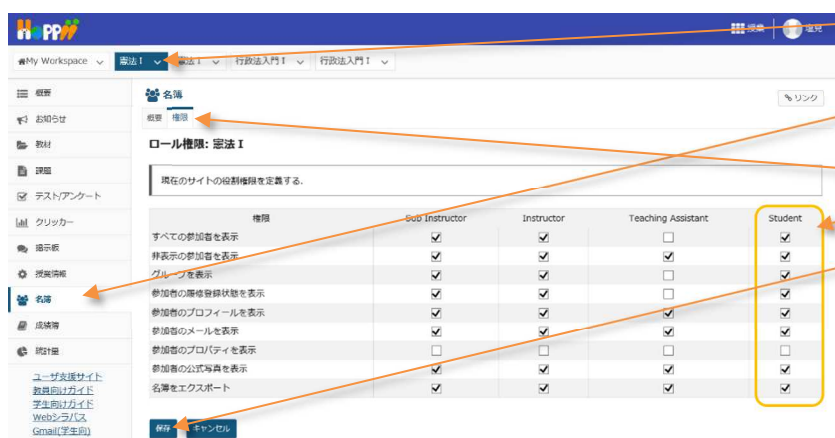 Hoppii
授業
塩見
My Workspace
憲法 I
憲法 I
行政法入門 I
行政法入門 I
概要
お知らせ
教材
課題
テスト/アンケート
クリッカー
掲示板
授業情報
名簿
成績簿
統計量
ユーザ支援サイト
教員向けガイド
学生向けガイド
Webシラバス
Gmail(学生向)
名簿
リンク
概要 権限
ロール権限: 憲法 I
現在のサイトの役割権限を定義する.
権限 Sub Instructor Instructor Teaching Assistant Student
すべての参加者を表示
非表示の参加者を表示
グループを表示
参加者の履修登録状態を表示
参加者のプロフィールを表示
参加者のメールを表示
参加者のプロパティを表示
参加者の公式写真を表示
名簿をエクスポート
保存 キャンセル